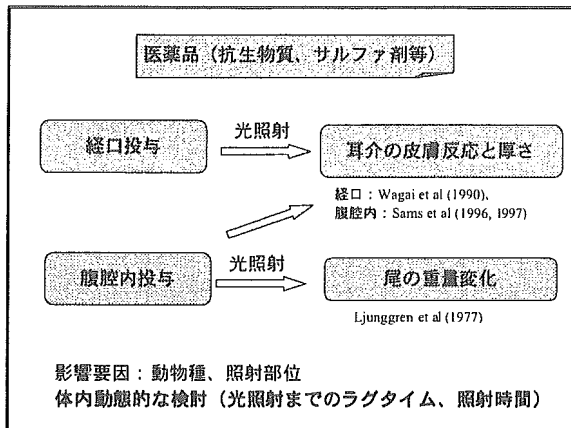 医薬品（抗生物質、サルファ剤等）
経口投与
光照射
耳介の皮膚反応と厚さ
経口：Wagai et al (1990)、
腹腔内：Sams et al (1996, 1997)
腹腔内投与
光照射
尾の重量変化
Ljunggren et al (1977)
影響要因：動物種、照射部位
体内動態的な検討（光照射までのラグタイム、照射時間）